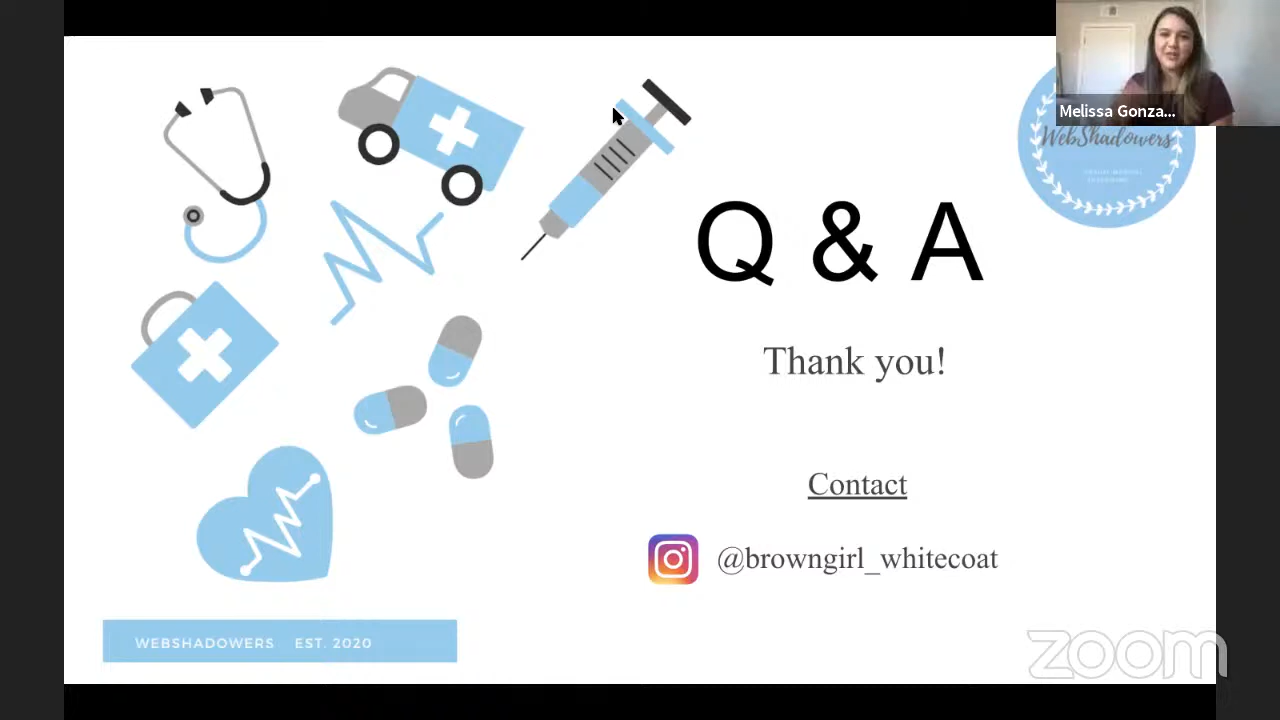 Melissa Gonza...
WebShadowers
Q & A
Thank you!
Contact
@browngirl_whitecoat
WEBSHADOWERS EST. 2020
zoom